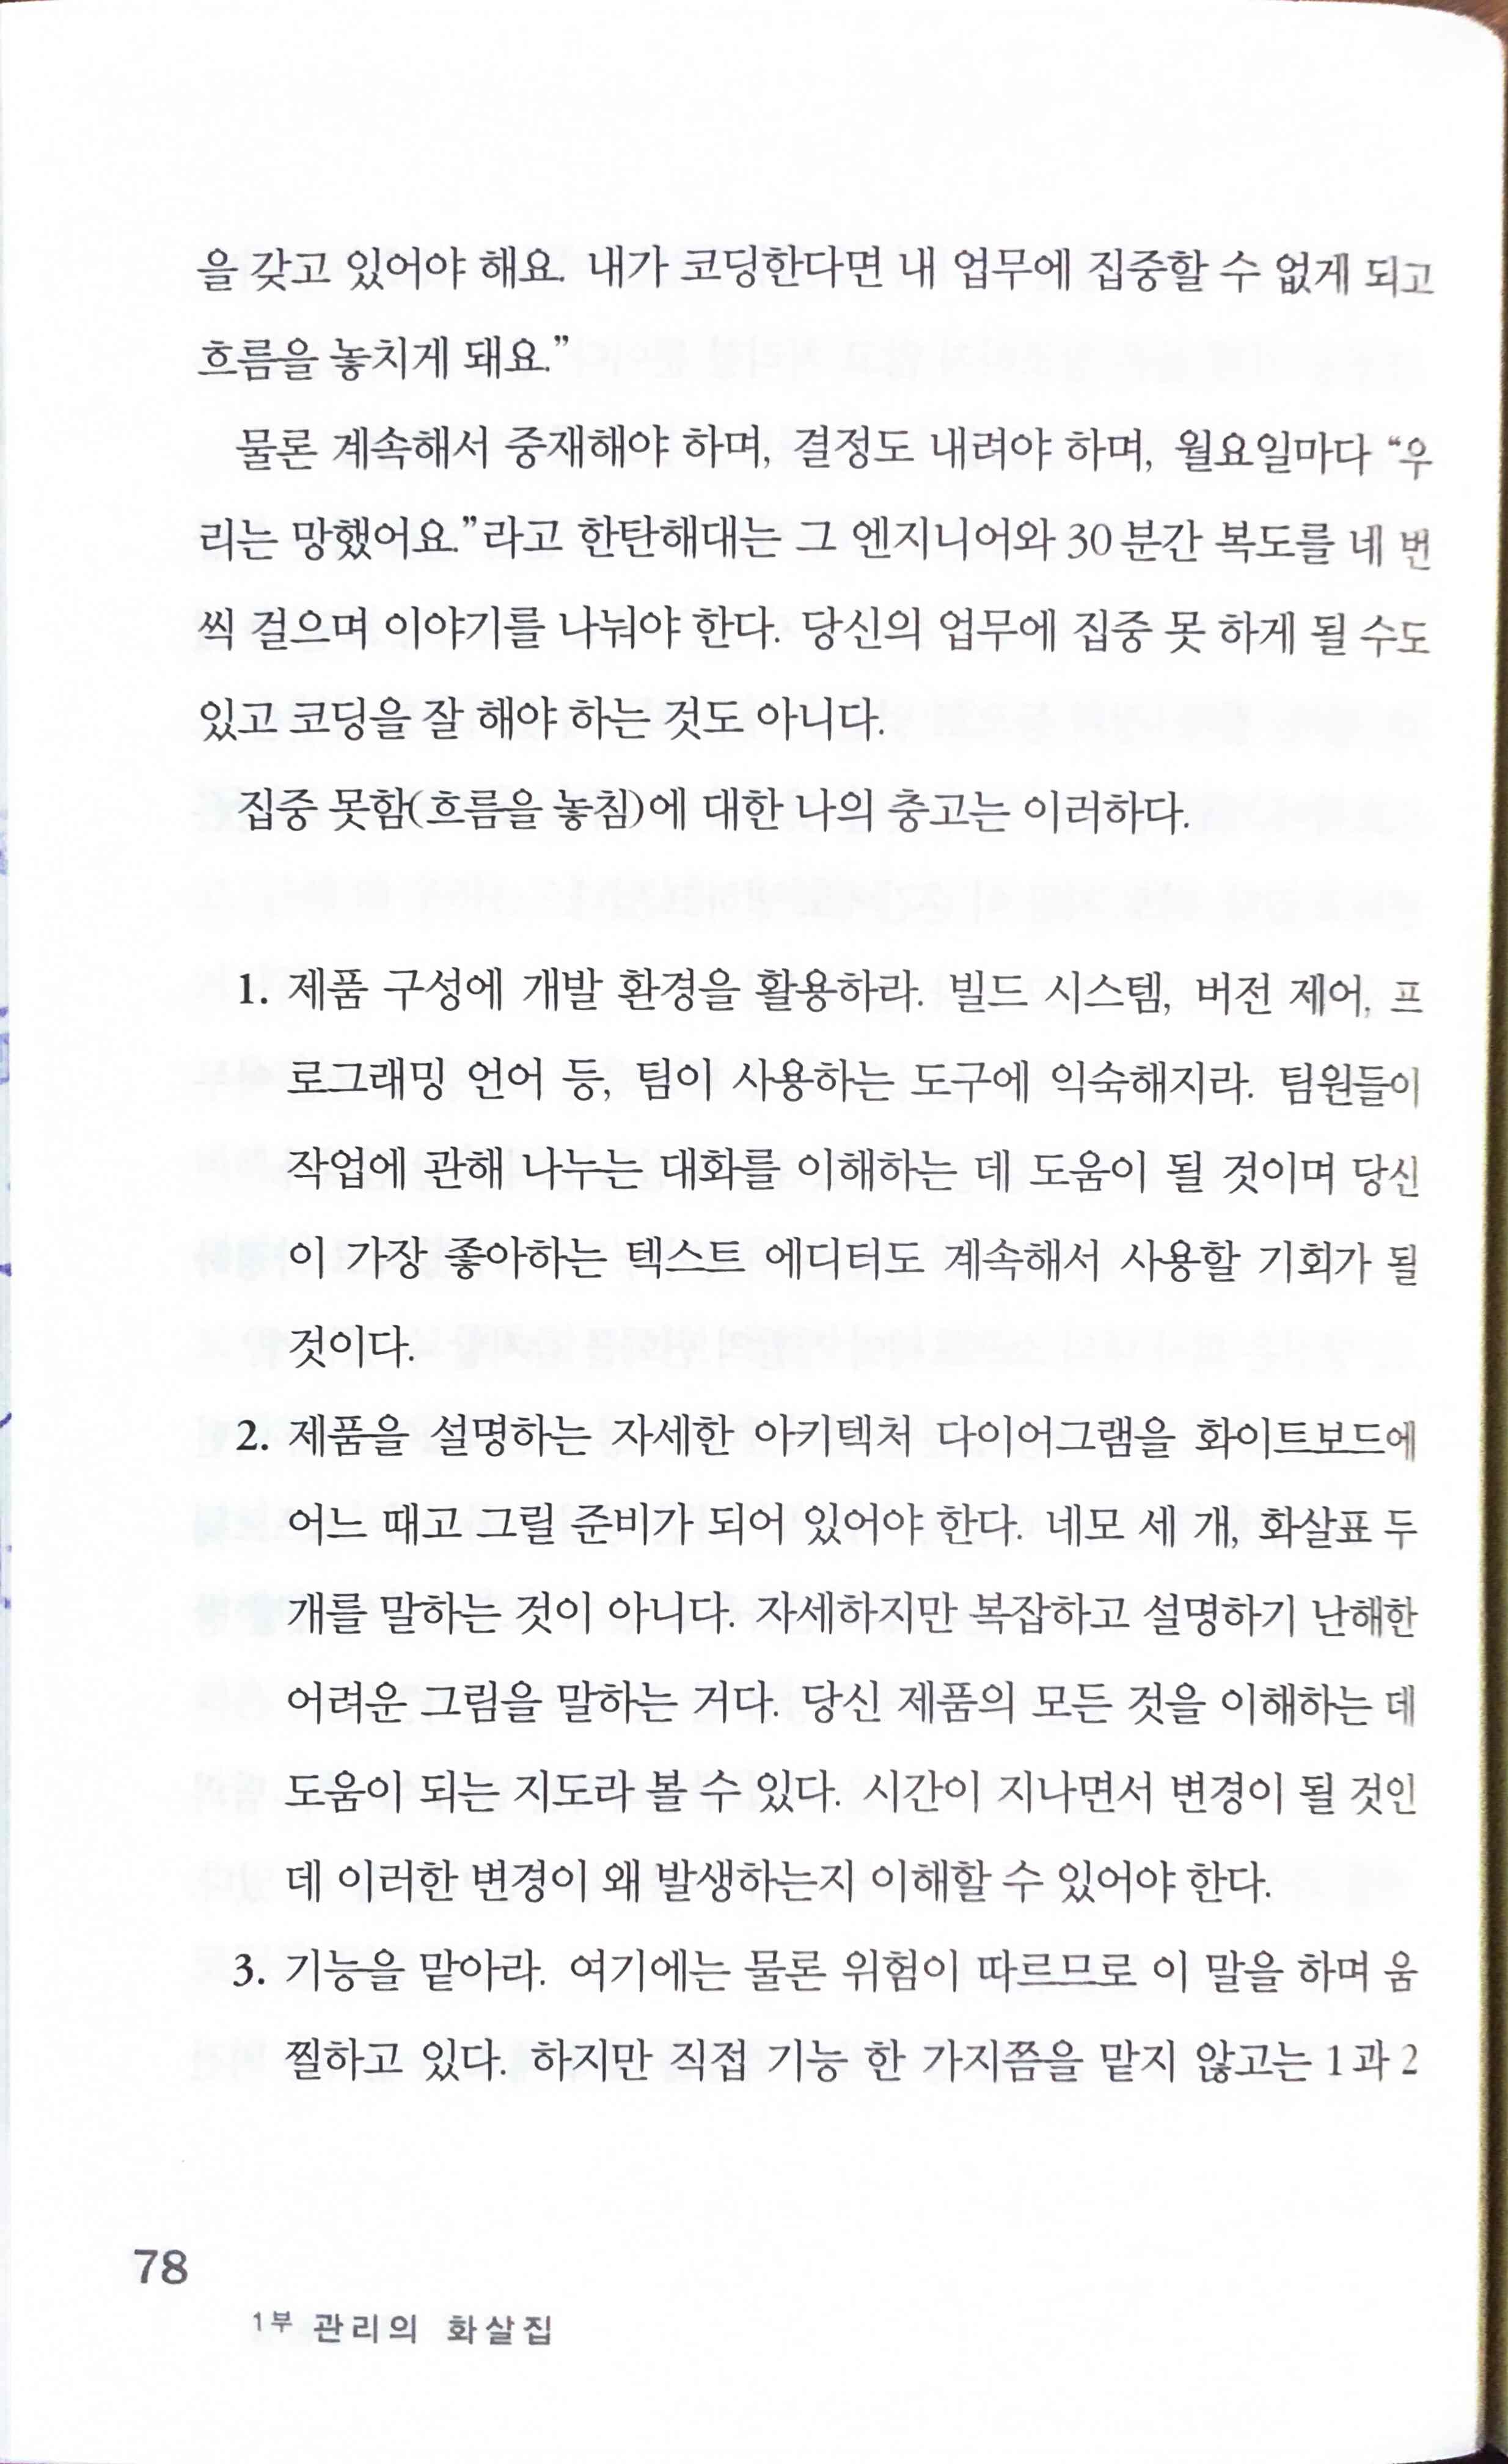 을 갖고 있어야 해요. 내가 코딩한다면 내 업무에 집중할 수 없게 되고
흐름을 놓치게 돼요.”
물론 계속해서 중재해야 하며, 결정도 내려야 하며, 월요일마다 “우
리는 망했어요.”라고 한탄해대는 그 엔지니어와 30분간 복도를 네 번
씩 걸으며 이야기를 나눠야 한다. 당신의 업무에 집중 못 하게 될 수도
있고 코딩을 잘 해야 하는 것도 아니다.
집중 못함(흐름을 놓침)에 대한 나의 충고는 이러하다.
1. 제품 구성에 개발 환경을 활용하라. 빌드 시스템, 버전 제어, 프
로그래밍 언어 등, 팀이 사용하는 도구에 익숙해지라. 팀원들이
작업에 관해 나누는 대화를 이해하는 데 도움이 될 것이며 당신
이 가장 좋아하는 텍스트 에디터도 계속해서 사용할 기회가 될
것이다.
2. 제품을 설명하는 자세한 아키텍처 다이어그램을 화이트보드에
어느 때고 그릴 준비가 되어 있어야 한다. 네모 세 개, 화살표 두
개를 말하는 것이 아니다. 자세하지만 복잡하고 설명하기 난해한
어려운 그림을 말하는 거다. 당신 제품의 모든 것을 이해하는 데
도움이 되는 지도라 볼 수 있다. 시간이 지나면서 변경이 될 것인
데 이러한 변경이 왜 발생하는지 이해할 수 있어야 한다.
3. 기능을 맡아라. 여기에는 물론 위험이 따르므로 이 말을 하며 움
찔하고 있다. 하지만 직접 기능 한 가지쯤을 맡지 않고는 1과 2
78
1부 관리의 화살집